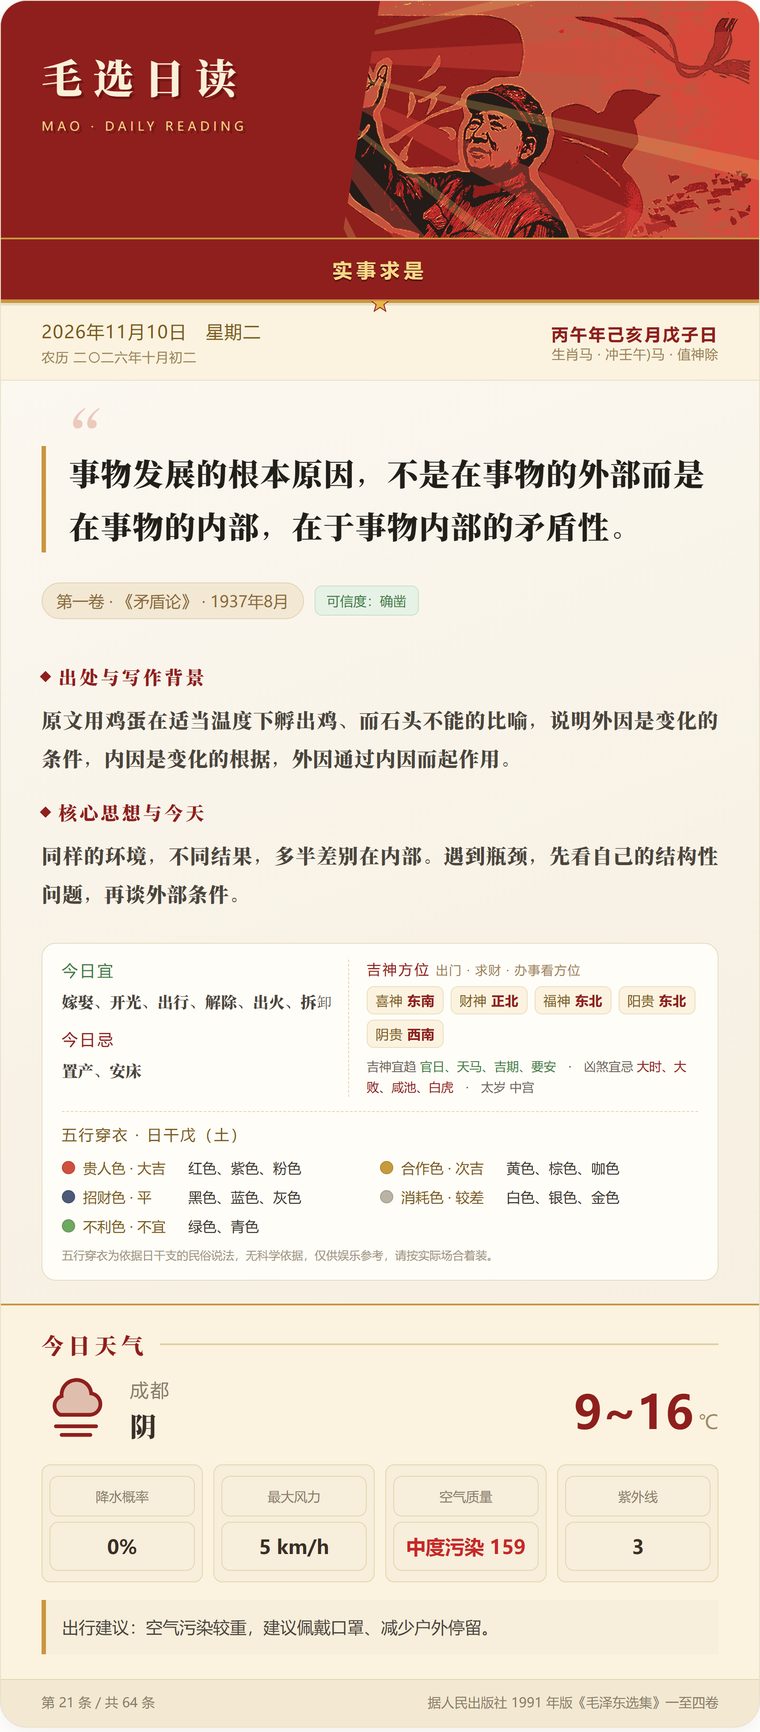 毛选日读
MAO · DAILY READING
实事求是
2026年11月10日 星期二
农历 二〇二六年十月初二
丙午年己亥月戊子日
生肖马 · 冲壬午)马 · 值神除
“
事物发展的根本原因，不是在事物的外部而是
在事物的内部，在于事物内部的矛盾性。
第一卷 · 《矛盾论》 · 1937年8月
可信度：确凿
◆ 出处与写作背景
原文用鸡蛋在适当温度下孵出鸡、而石头不能的比喻，说明外因是变化的
条件，内因是变化的根据，外因通过内因而起作用。
◆ 核心思想与今天
同样的环境，不同结果，多半差别在内部。遇到瓶颈，先看自己的结构性
问题，再谈外部条件。
今日宜
嫁娶、开光、出行、解除、出火、拆卸
今日忌
置产、安床
吉神方位 出门 · 求财 · 办事看方位
喜神 东南
财神 正北
福神 东北
阳贵 东北
阴贵 西南
吉神宜趋 官日、天马、吉期、要安 · 凶煞宜忌 大时、大
败、咸池、白虎 · 太岁 中宫
五行穿衣 · 日干戊（土）
贵人色 · 大吉 红色、紫色、粉色
合作色 · 次吉 黄色、棕色、咖色
招财色 · 平 黑色、蓝色、灰色
消耗色 · 较差 白色、银色、金色
不利色 · 不宜 绿色、青色
五行穿衣为依据日干支的民俗说法，无科学依据，仅供娱乐参考，请按实际场合着装。
今日天气
成都
阴
9~16 ℃
降水概率
0%
最大风力
5 km/h
空气质量
中度污染 159
紫外线
3
出行建议：空气污染较重，建议佩戴口罩、减少户外停留。
第 21 条 / 共 64 条
据人民出版社 1991 年版《毛泽东选集》一至四卷